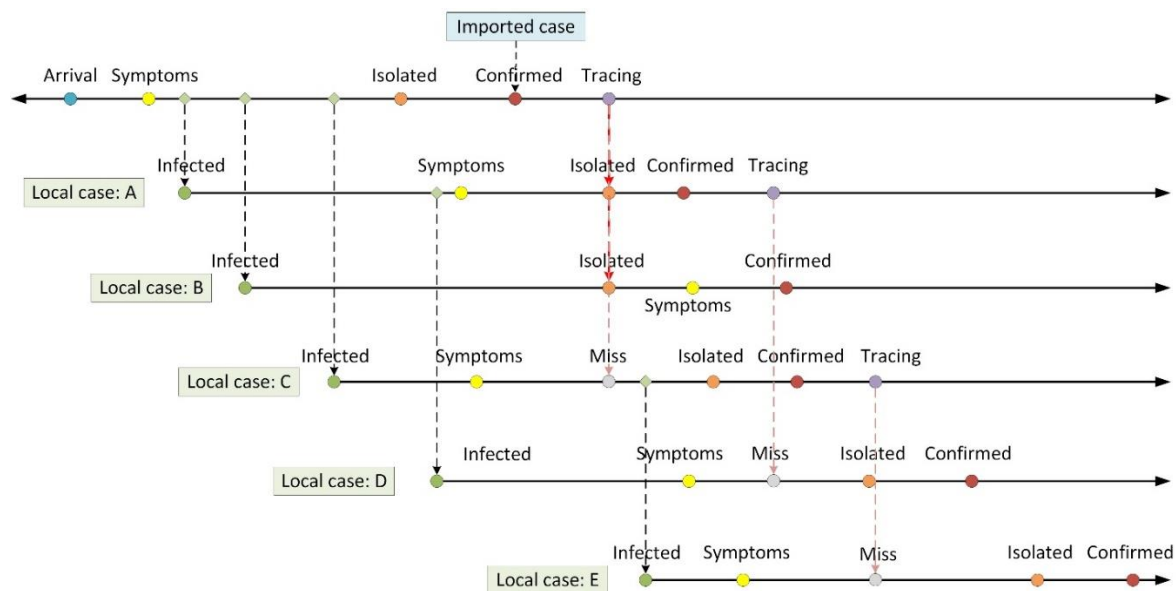 Imported case
Arrival Symptoms Isolated Confirmed Tracing
Infected Symptoms Isolated Confirmed Tracing
Local case: A
Infected Isolated Confirmed
Local case: B
Symptoms
Infected Symptoms Miss Isolated Confirmed Tracing
Local case: C
Infected Symptoms Miss Isolated Confirmed
Local case: D
Infected Symptoms Miss Isolated Confirmed
Local case: E